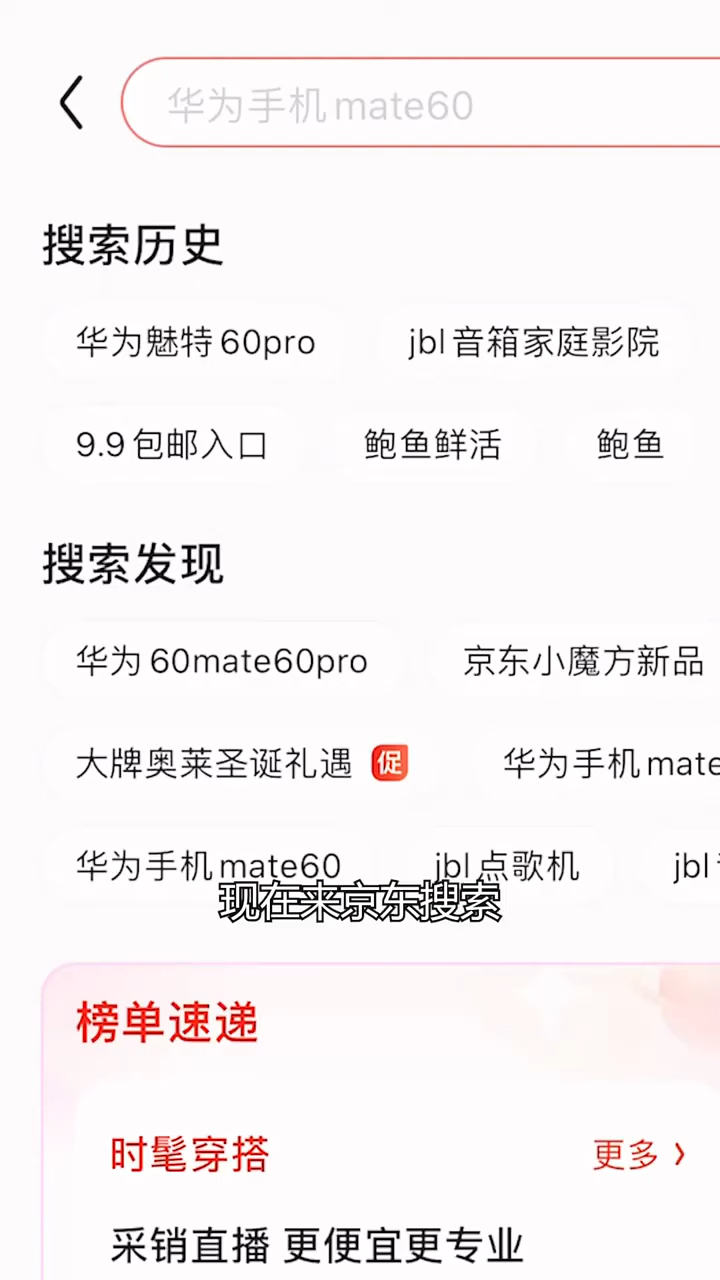 华为手机mate60
搜索历史
华为魅特60pro jbl音箱家庭影院
9.9包邮入口 鲍鱼鲜活 鲍鱼
搜索发现
华为60mate60pro 京东小魔方新品
大牌奥莱圣诞礼遇 促 华为手机mate
华为手机mate60 jbl点歌机 jbl
现在来京东搜索
榜单速递
时髦穿搭 更多
采销直播 更便宜更专业